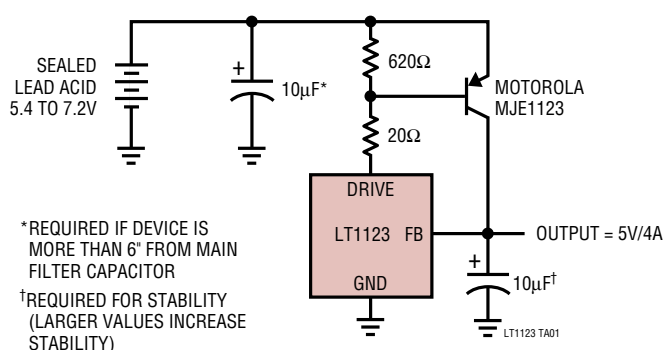 SEALED
LEAD ACID
5.4 TO 7.2V
+
10µF*
620Ω
MOTOROLA
MJE1123
20Ω
DRIVE
LT1123 FB
GND
OUTPUT = 5V/4A
+
10µF†
*REQUIRED IF DEVICE IS
MORE THAN 6" FROM MAIN
FILTER CAPACITOR
†REQUIRED FOR STABILITY
(LARGER VALUES INCREASE
STABILITY)
LT1123 TA01